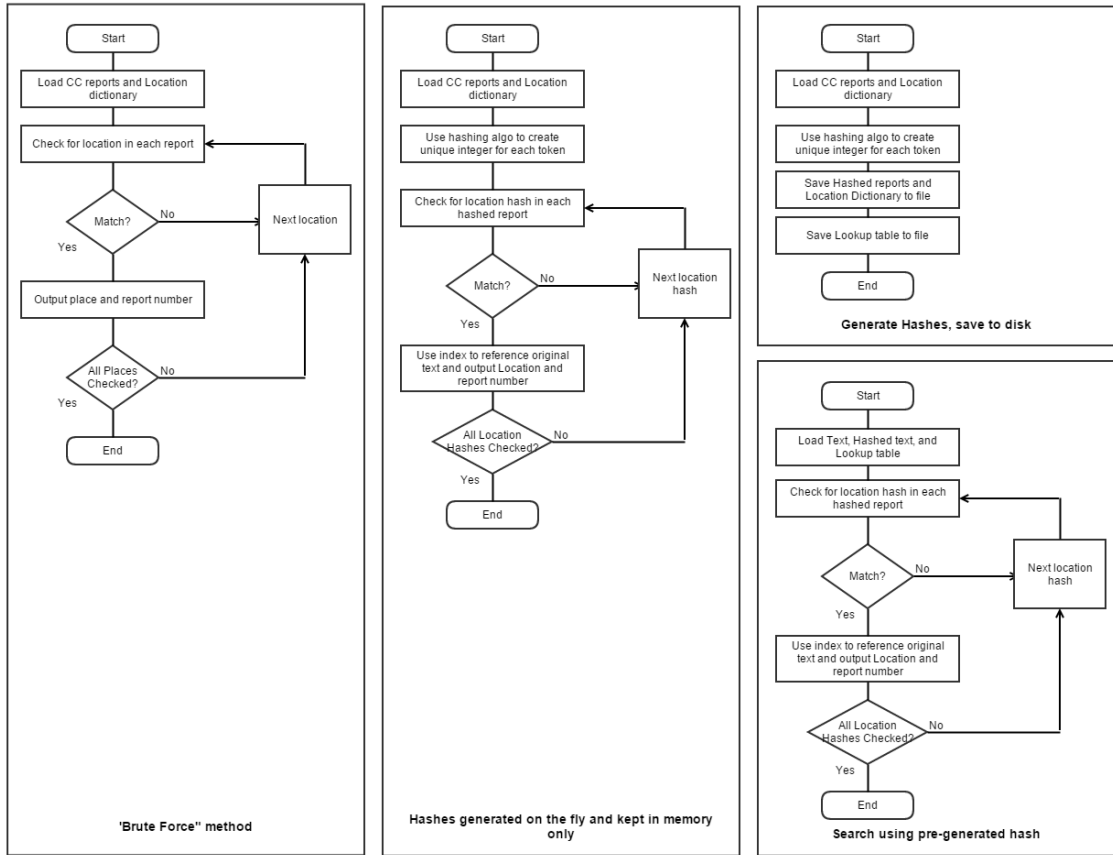 Start
Load CC reports and Location
dictionary
Check for location in each report
Match?
No
Next location
Yes
Output place and report number
All Places
Checked?
No
Yes
End
'Brute Force" method
Start
Load CC reports and Location
dictionary
Use hashing algo to create
unique integer for each token
Check for location hash in each
hashed report
Match?
No
Next location
hash
Yes
Use index to reference original
text and output Location and
report number
All Location
Hashes Checked?
No
Yes
End
Hashes generated on the fly and kept in memory
only
Start
Load CC reports and Location
dictionary
Use hashing algo to create
unique integer for each token
Save Hashed reports and
Location Dictionary to file
Save Lookup table to file
End
Generate Hashes, save to disk
Start
Load Text, Hashed text, and
Lookup table
Check for location hash in each
hashed report
Match?
No
Next location
hash
Yes
Use index to reference original
text and output Location and
report number
All Location
Hashes Checked?
No
Yes
End
Search using pre-generated hash